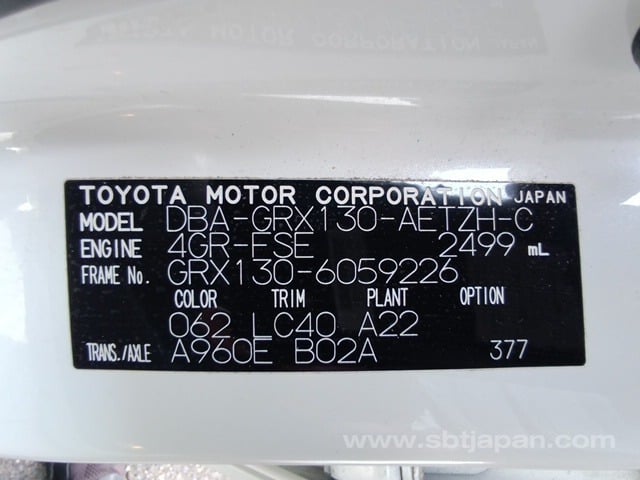 TOYOTA MOTOR CORPORATION JAPAN
MODEL DBA-GRX130-AETZH-C
ENGINE 4GR-FSE 2499 mL
FRAME No. GRX130-6059226
COLOR TRIM PLANT OPTION
062 LC40 A22
TRANS./AXLE A960E B02A 377
www.sbtjapan.com